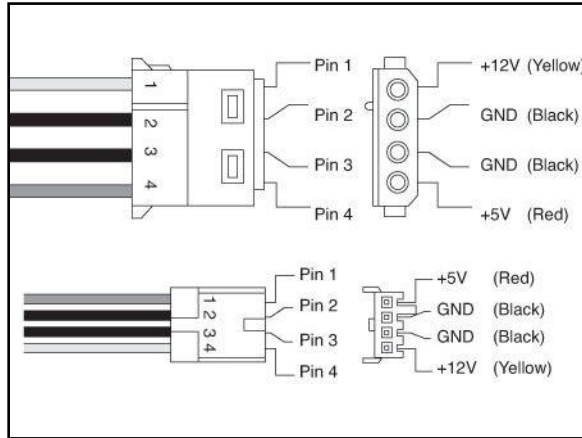 1
2
3
4
Pin 1
Pin 2
Pin 3
Pin 4
+12V (Yellow)
GND (Black)
GND (Black)
+5V (Red)
1
2
3
4
Pin 1
Pin 2
Pin 3
Pin 4
+5V (Red)
GND (Black)
GND (Black)
+12V (Yellow)